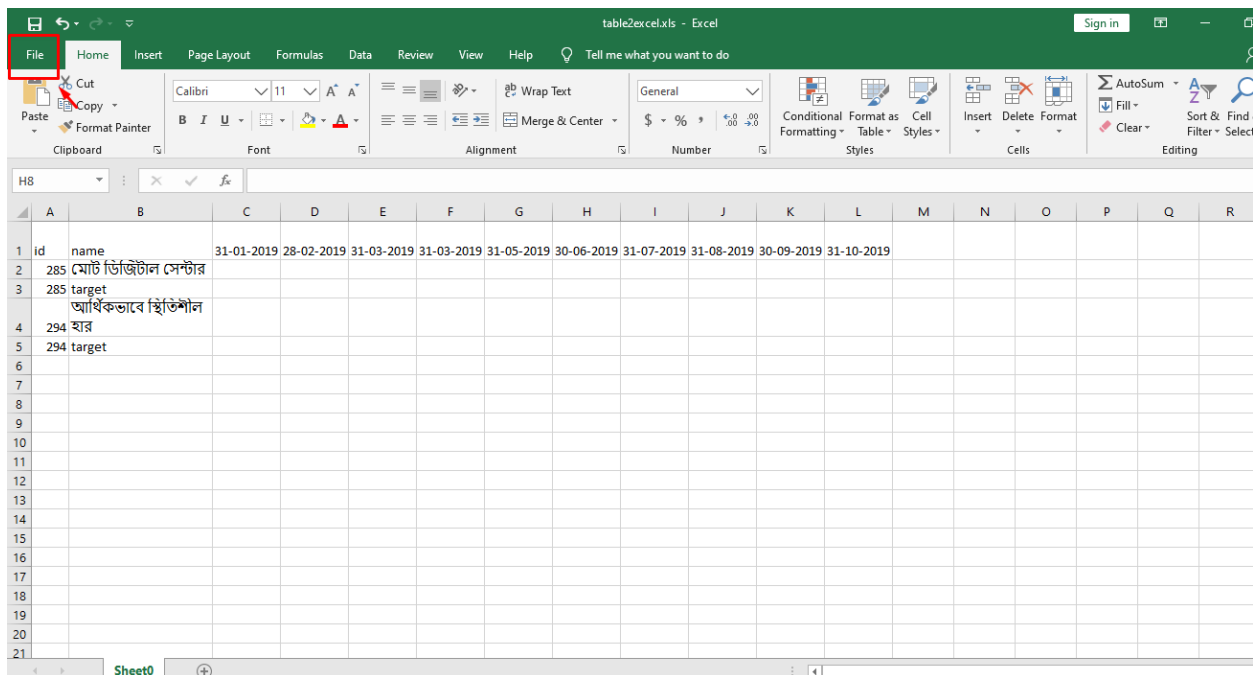 table2excel.xls - Excel
Sign in
File Home Insert Page Layout Formulas Data Review View Help Tell me what you want to do
Paste
Cut
Copy
Format Painter
Clipboard
Calibri 11 A A
B I U A
Font
ab Wrap Text
Merge & Center
Alignment
General
$ % , .00 .00
Number
Conditional Formatting
Format as Table
Cell Styles
Styles
Insert Delete Format
Cells
AutoSum
Fill
Clear
Sort & Filter
Find
Select
Editing
H8 fx
A B C D E F G H I J K L M N O P Q R
1 id name 31-01-2019 28-02-2019 31-03-2019 31-03-2019 31-05-2019 30-06-2019 31-07-2019 31-08-2019 30-09-2019 31-10-2019
2 285 মোট ডিজিটাল সেন্টার
3 285 target
আর্থিকভাবে স্থিতিশীল
4 294 হার
5 294 target
6
7
8
9
10
11
12
13
14
15
16
17
18
19
20
21
Sheet0